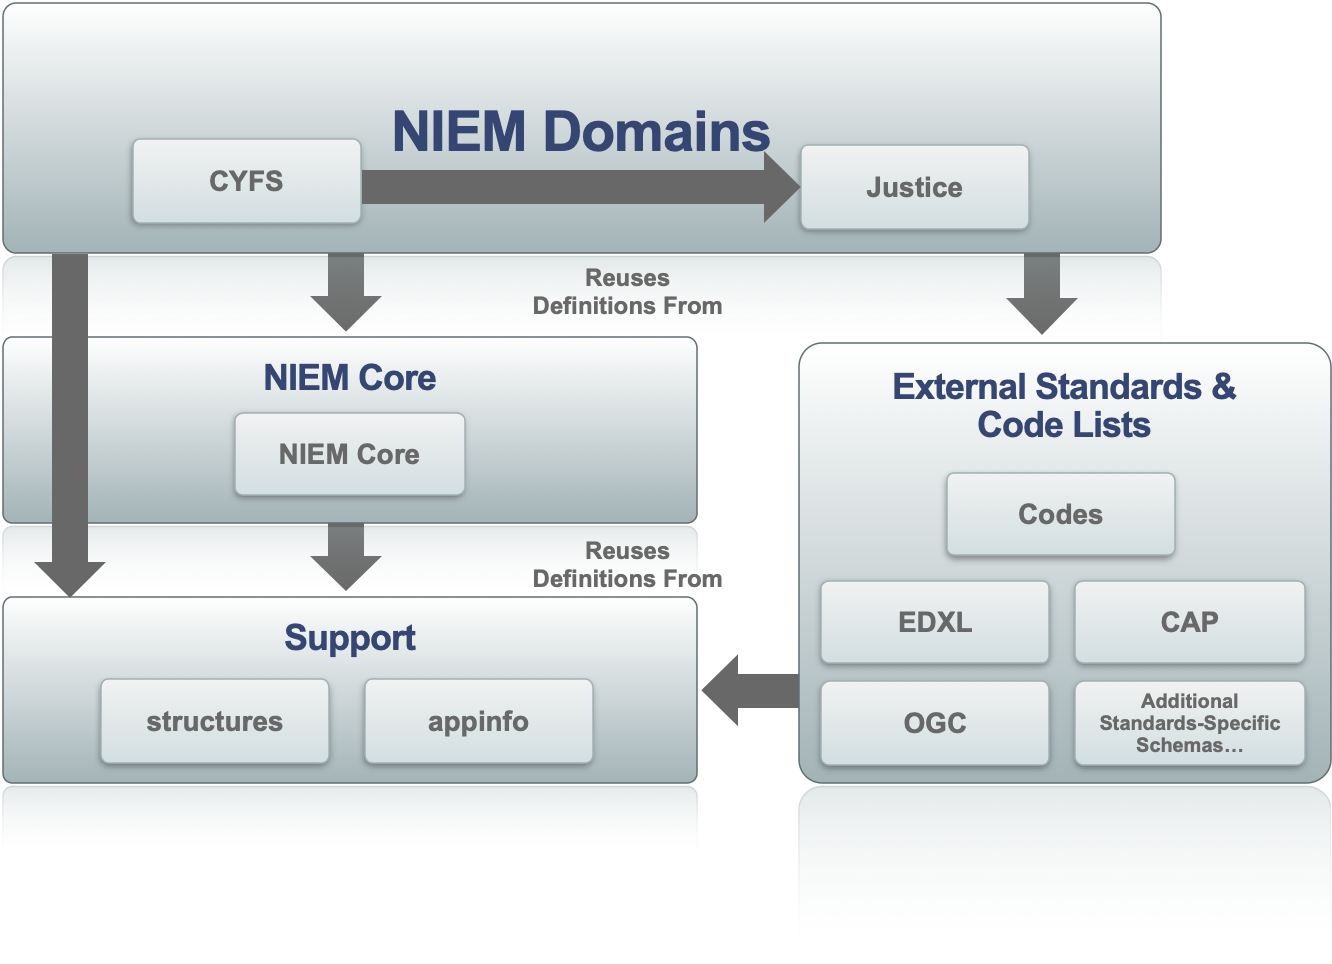 NIEM Domains
CYFS
Justice
Reuses
Definitions From
NIEM Core
NIEM Core
External Standards &
Code Lists
Codes
Reuses
Definitions From
EDXL
CAP
Support
structures
appinfo
OGC
Additional
Standards-Specific
Schemas...